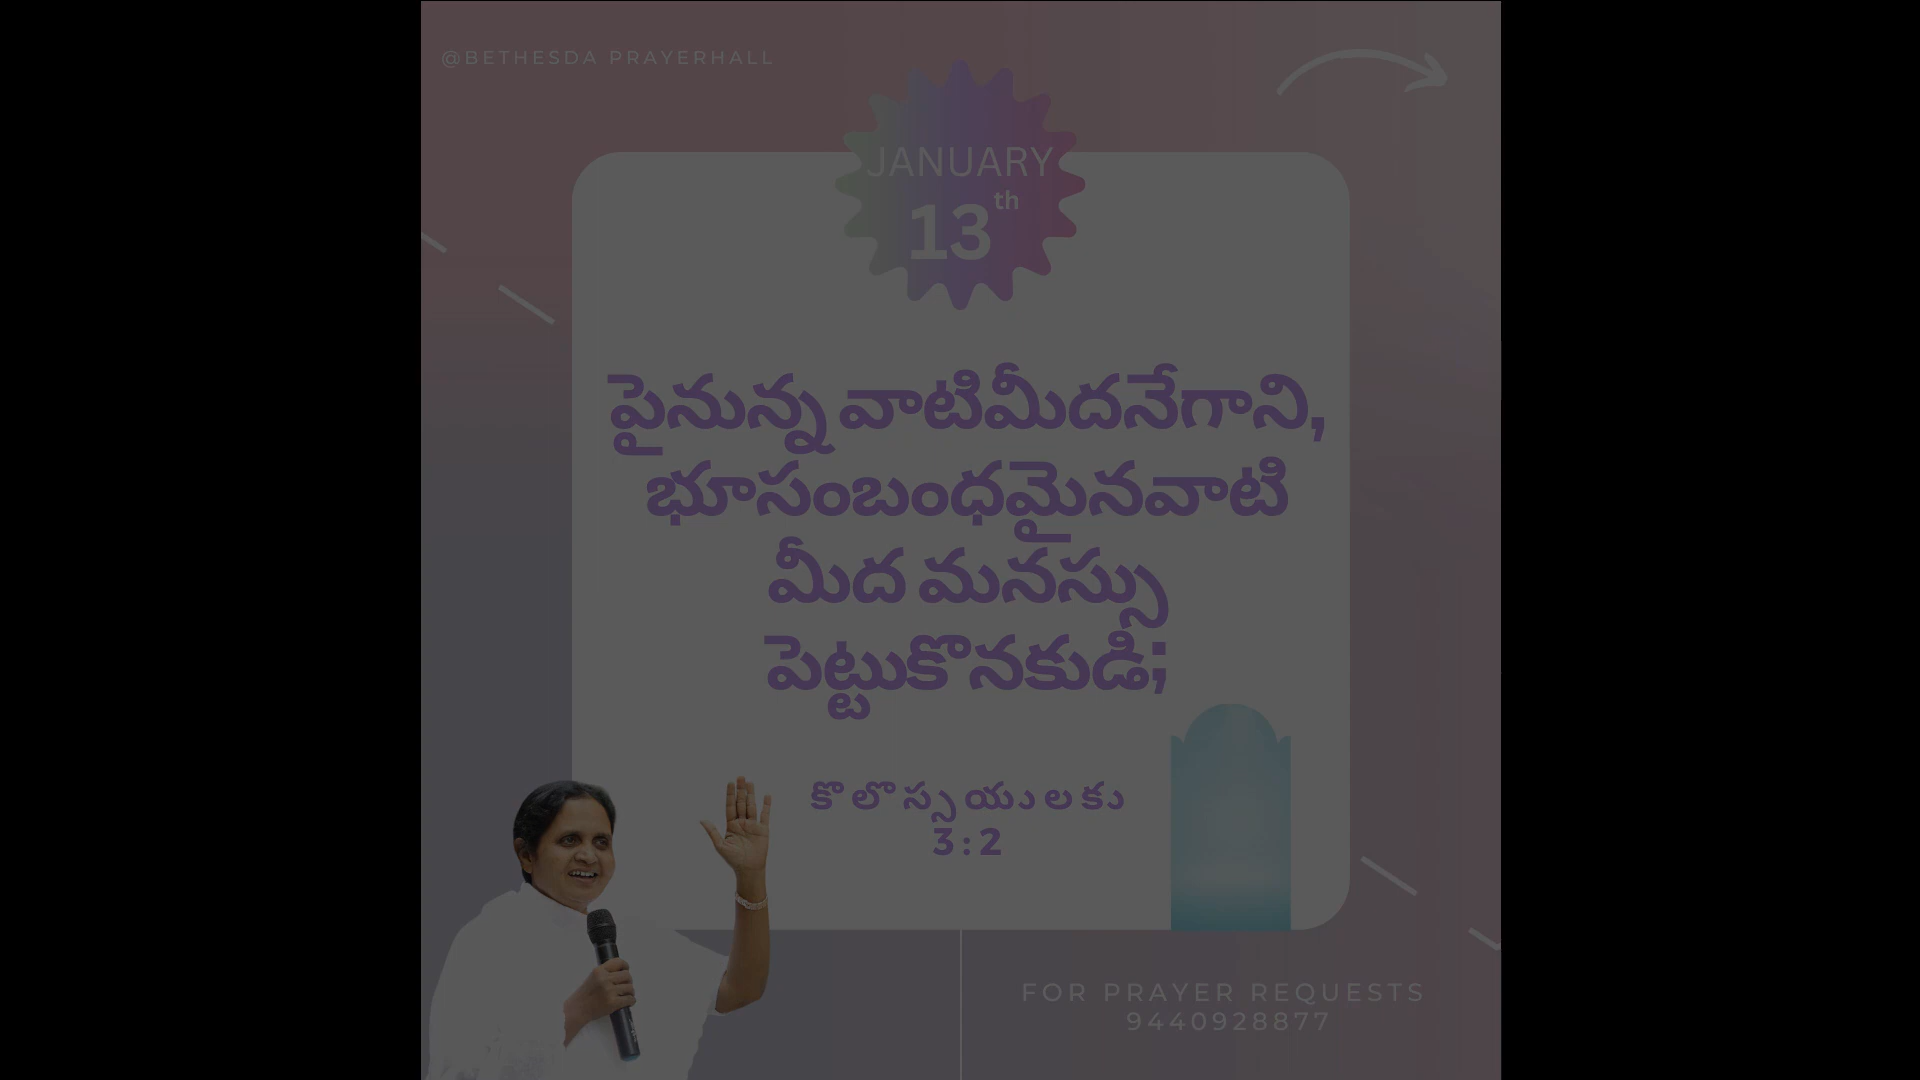 @BETHESDA PRAYERHALL
JANUARY
13th
పైనున్న వాటిమీదనేగాని,
భూసంబంధమైనవాటి
మీద మనస్సు
పెట్టుకొనకుడి;
కొలొస్సయులకు
3:2
FOR PRAYER REQUESTS
9440928877